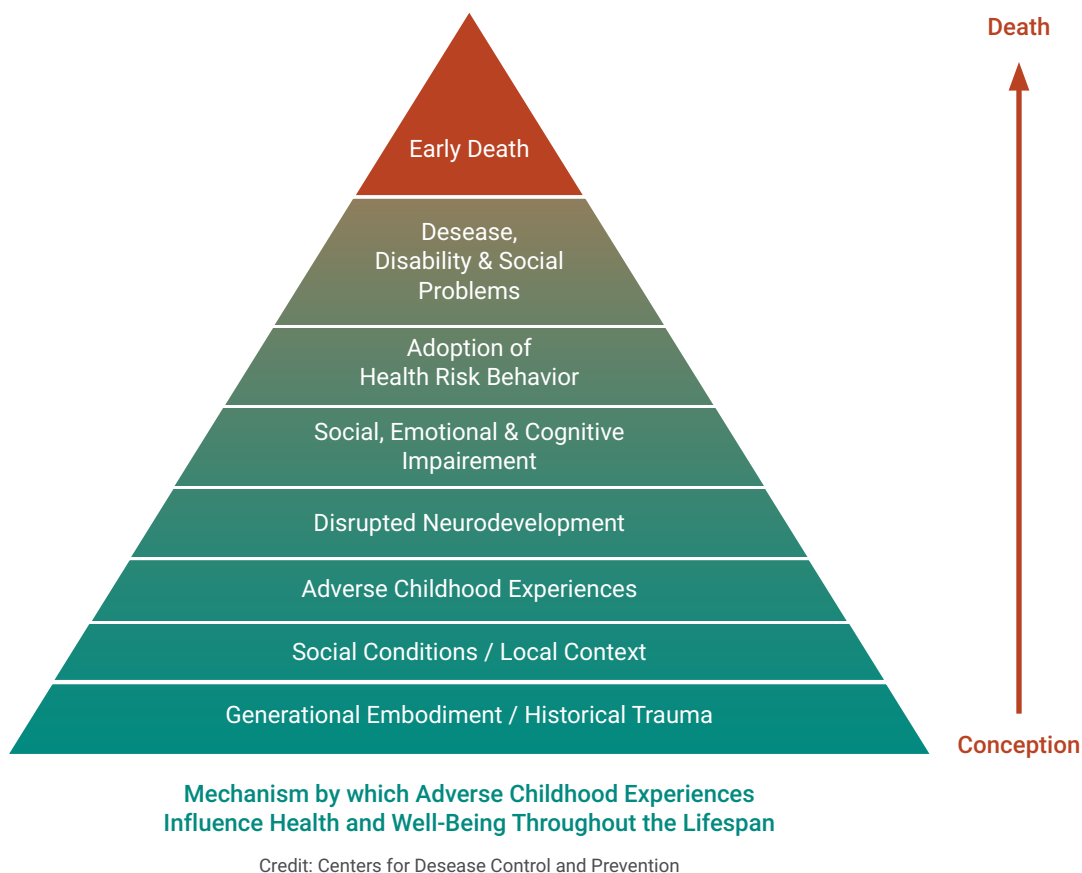 Death
Early Death
Desease,
Disability & Social
Problems
Adoption of
Health Risk Behavior
Social, Emotional & Cognitive
Impairement
Disrupted Neurodevelopment
Adverse Childhood Experiences
Social Conditions / Local Context
Generational Embodiment / Historical Trauma
Conception
Mechanism by which Adverse Childhood Experiences
Influence Health and Well-Being Throughout the Lifespan
Credit: Centers for Desease Control and Prevention